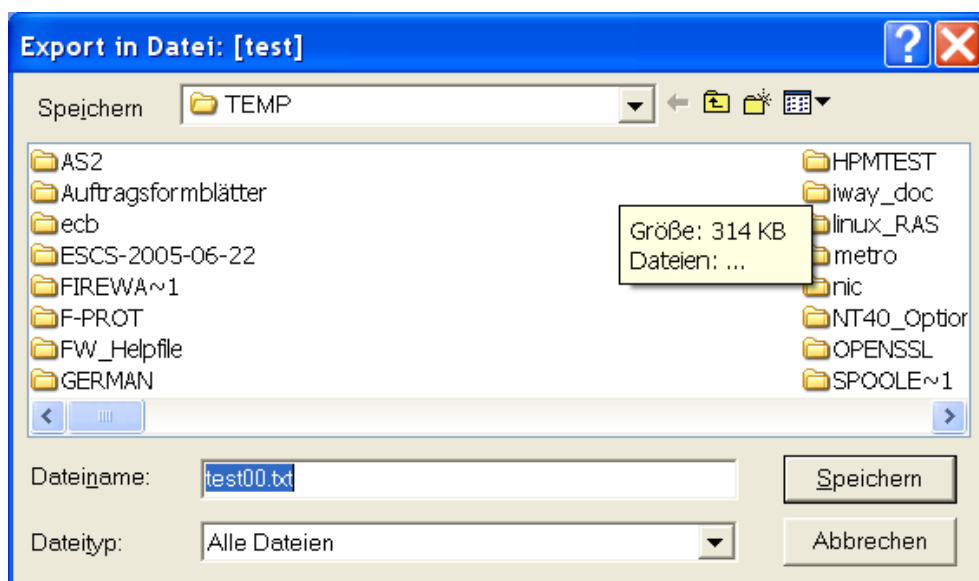 Export in Datei: [test]
Speichern TEMP
AS2
Auftragsformblätter
ecb
ESCS-2005-06-22
FIREWA~1
F-PROT
FW_Helpfile
GERMAN
HPMTEST
iway_doc
linux_RAS
metro
nic
NT40_Option
OPENSSL
SPOOLE~1
Größe: 314 KB
Dateien: ...
Dateiname: test00.txt Speichern
Dateityp: Alle Dateien Abbrechen